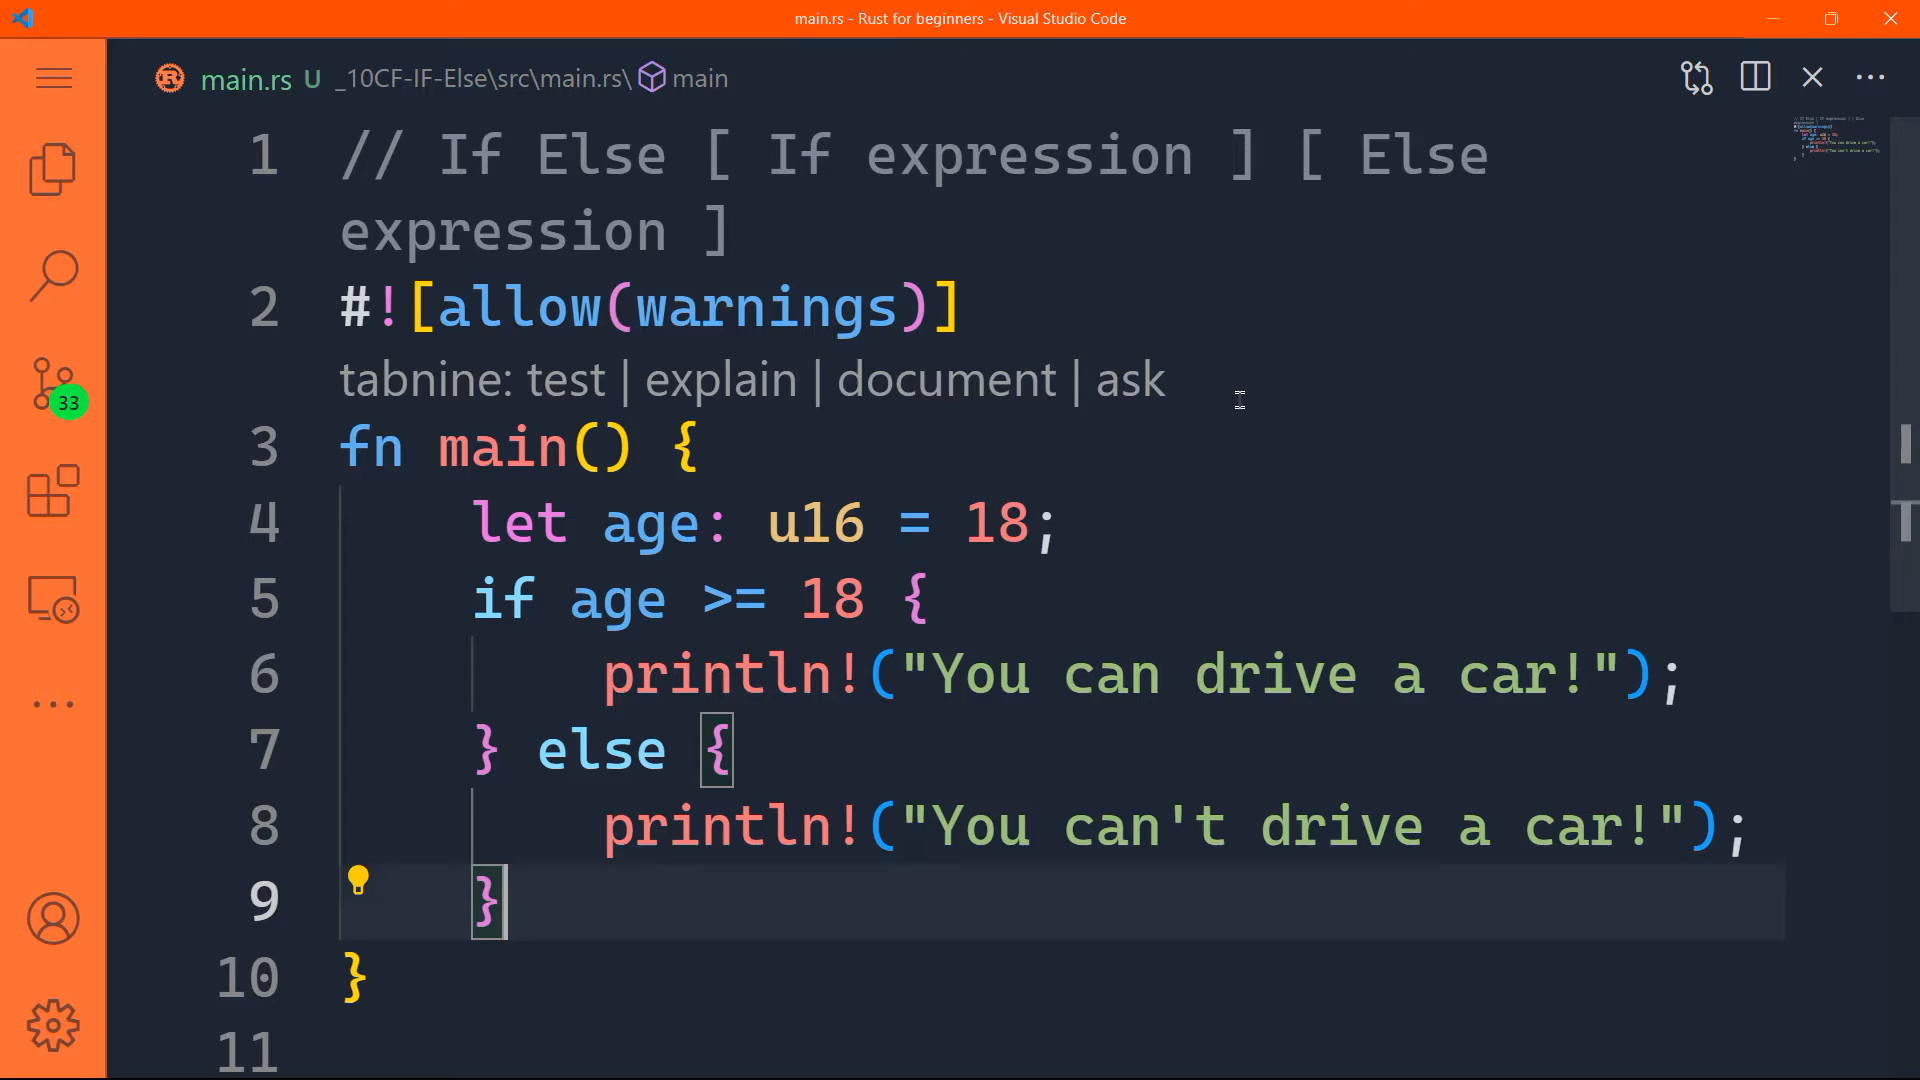 main.rs - Rust for beginners - Visual Studio Code
main.rs U _10CF-IF-Else\src\main.rs\ main
1 // If Else [ If expression ] [ Else
expression ]
2 #![allow(warnings)]
tabnine: test | explain | document | ask
3 fn main() {
4 let age: u16 = 18;
5 if age >= 18 {
6 println!("You can drive a car!");
7 } else {
8 println!("You can't drive a car!");
9 }
10 }
11
33